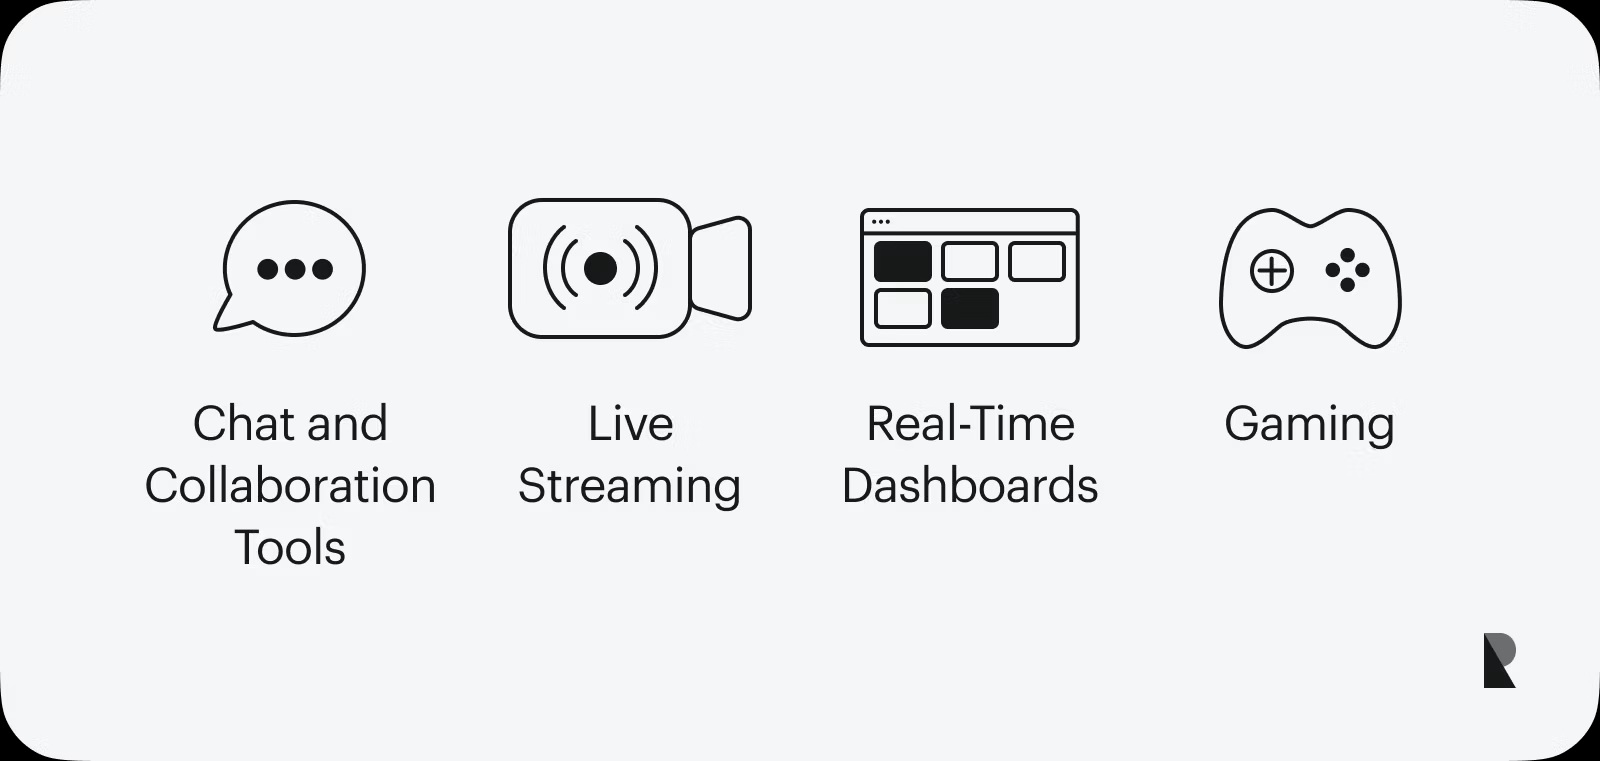 Chat and
Collaboration
Tools
Live
Streaming
Real-Time
Dashboards
Gaming